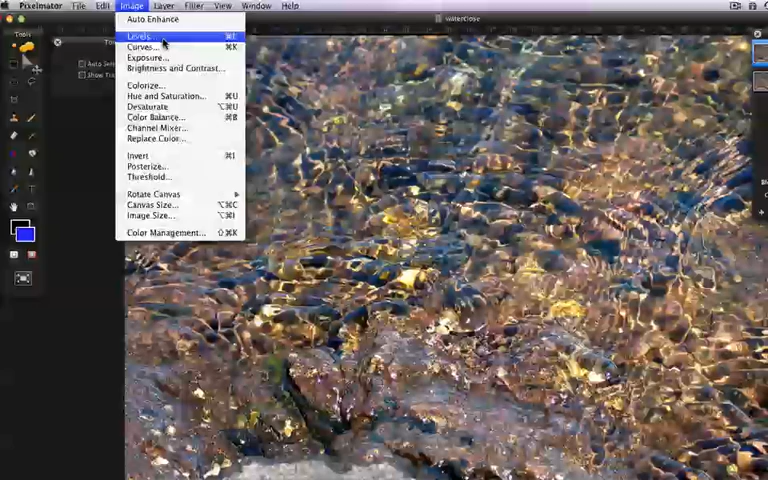 Pixelmator File Edit Image Layer Filter View Window Help
waterclose
Tools
Auto Enhance
Levels... ⌘L
Curves... ⌘K
Exposure...
Brightness and Contrast...
Colorize...
Hue and Saturation... ⌘U
Desaturate ⌥⌘U
Color Balance... ⌘B
Channel Mixer...
Replace Color...
Invert ⌘I
Posterize...
Threshold...
Rotate Canvas
Canvas Size... ⌥⌘C
Image Size... ⌥⌘I
Color Management... ⇧⌘K